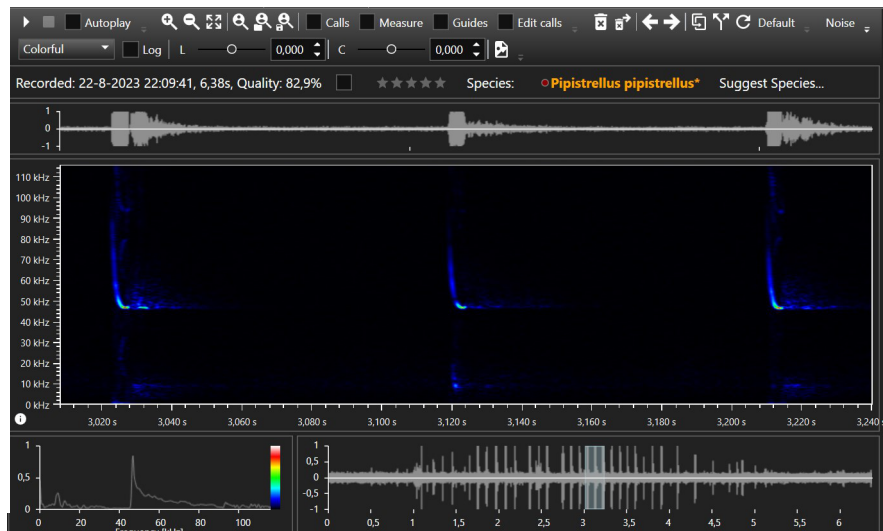 Autoplay Calls Measure Guides Edit calls Default Noise
Colorful Log L 0,000 C 0,000
Recorded: 22-8-2023 22:09:41, 6,38s, Quality: 82,9% Species: Pipistrellus pipistrellus* Suggest Species...
1
0
-1
110 kHz
100 kHz
90 kHz
80 kHz
70 kHz
60 kHz
50 kHz
40 kHz
30 kHz
20 kHz
10 kHz
0 kHz
3,020 s 3,040 s 3,060 s 3,080 s 3,100 s 3,120 s 3,140 s 3,160 s 3,180 s 3,200 s 3,220 s 3,240 s
1
0,5
0
0 20 40 60 80 100
Frequency [kHz]
1
0,5
0
-0,5
-1
0 0,5 1 1,5 2 2,5 3 3,5 4 4,5 5 5,5 6